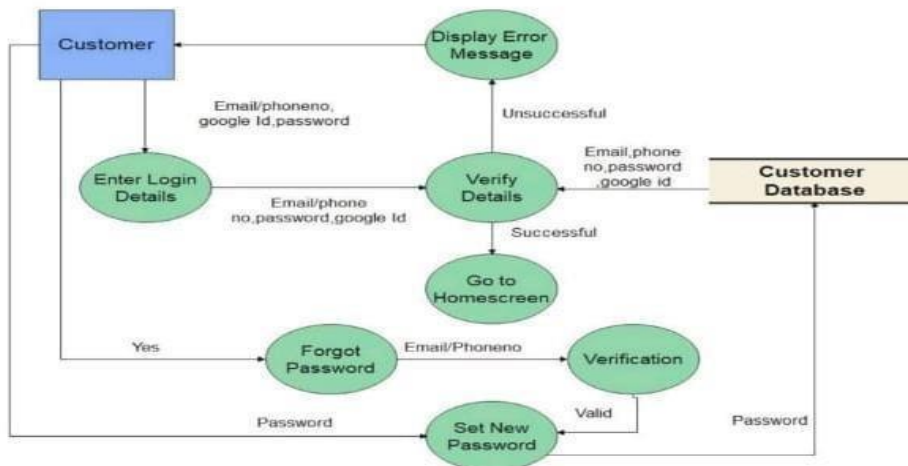 Customer
Display Error
Message
Email/phoneno,
google Id,password
Unsuccessful
Enter Login
Details
Email/phone
no,password,google Id
Verify
Details
Email,phone
no,password
,google id
Customer
Database
Successful
Go to
Homescreen
Yes
Forgot
Password
Email/Phoneno
Verification
Valid
Password
Set New
Password
Password